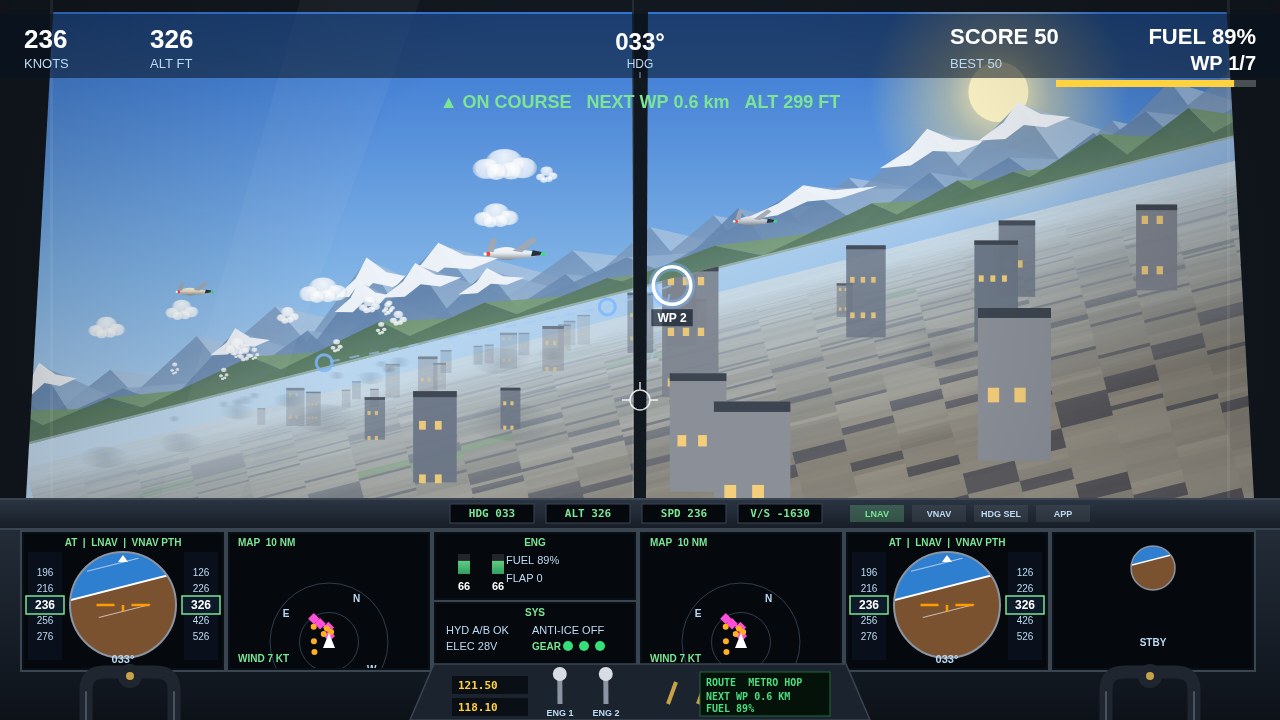 236
KNOTS
326
ALT FT
033°
HDG
SCORE 50
BEST 50
FUEL 89%
WP 1/7
▲ ON COURSE NEXT WP 0.6 km ALT 299 FT
WP 2
HDG 033
ALT 326
SPD 236
V/S -1630
LNAV
VNAV
HDG SEL
APP
AT | LNAV | VNAV PTH
196
216
236
256
276
126
226
326
426
526
033°
MAP 10 NM
N
E
W
WIND 7 KT
ENG
FUEL 89%
FLAP 0
66
66
SYS
HYD A/B OK
ANTI-ICE OFF
ELEC 28V
GEAR
MAP 10 NM
N
E
WIND 7 KT
AT | LNAV | VNAV PTH
196
216
236
256
276
126
226
326
426
526
033°
STBY
121.50
118.10
ENG 1
ENG 2
ROUTE METRO HOP
NEXT WP 0.6 KM
FUEL 89%